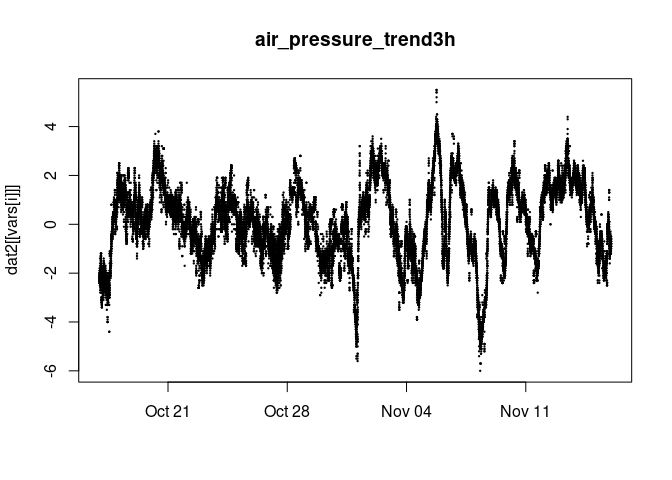 air_pressure_trend3h
dat2[[vars[i]]]
4
2
0
-2
-4
-6
Oct 21
Oct 28
Nov 04
Nov 11